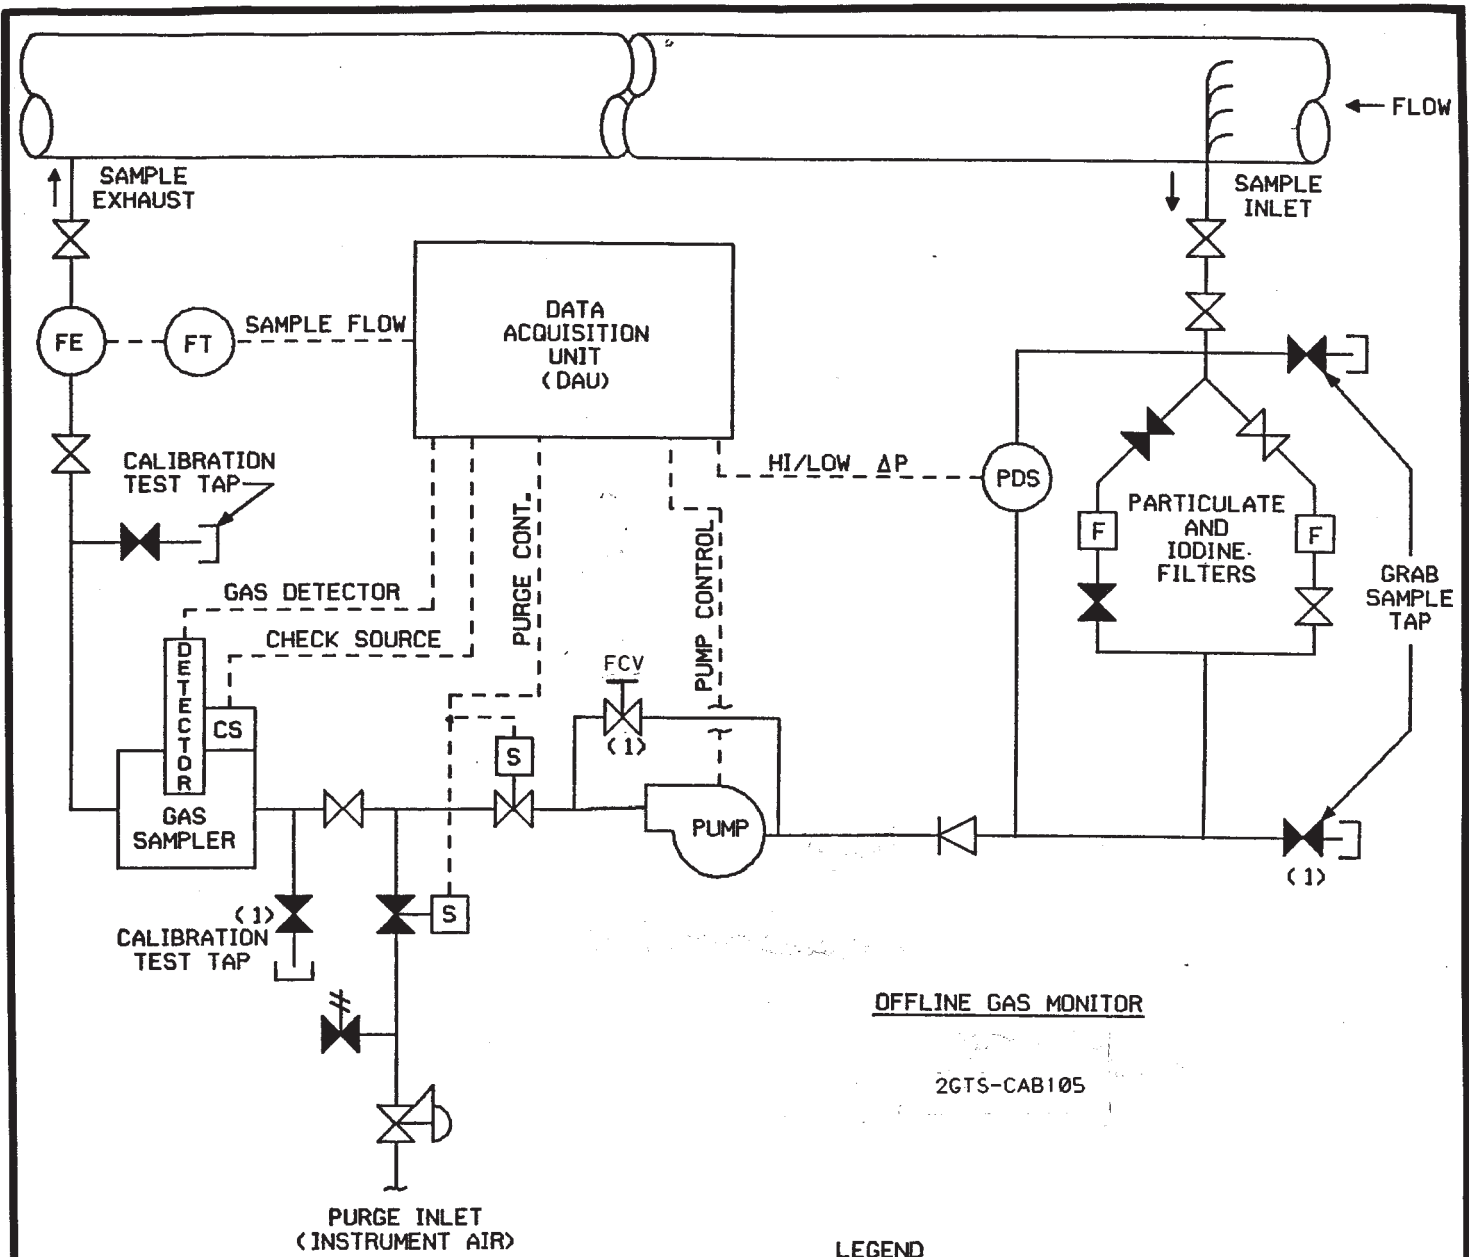 FLOW
SAMPLE
EXHAUST
SAMPLE
INLET
DATA
ACQUISITION
UNIT
(DAU)
FE
FT
SAMPLE FLOW
CALIBRATION
TEST TAP
HI/LOW ΔP
PDS
PARTICULATE
AND
IODINE-
FILTERS
F
F
GRAB
SAMPLE
TAP
PURGE CONT.
PUMP CONTROL
GAS DETECTOR
CHECK SOURCE
DETECTOR
CS
FCV
(1)
S
GAS
SAMPLER
PUMP
(1)
(1)
CALIBRATION
TEST TAP
S
OFFLINE GAS MONITOR
2GTS-CAB105
PURGE INLET
(INSTRUMENT AIR)
LEGEND